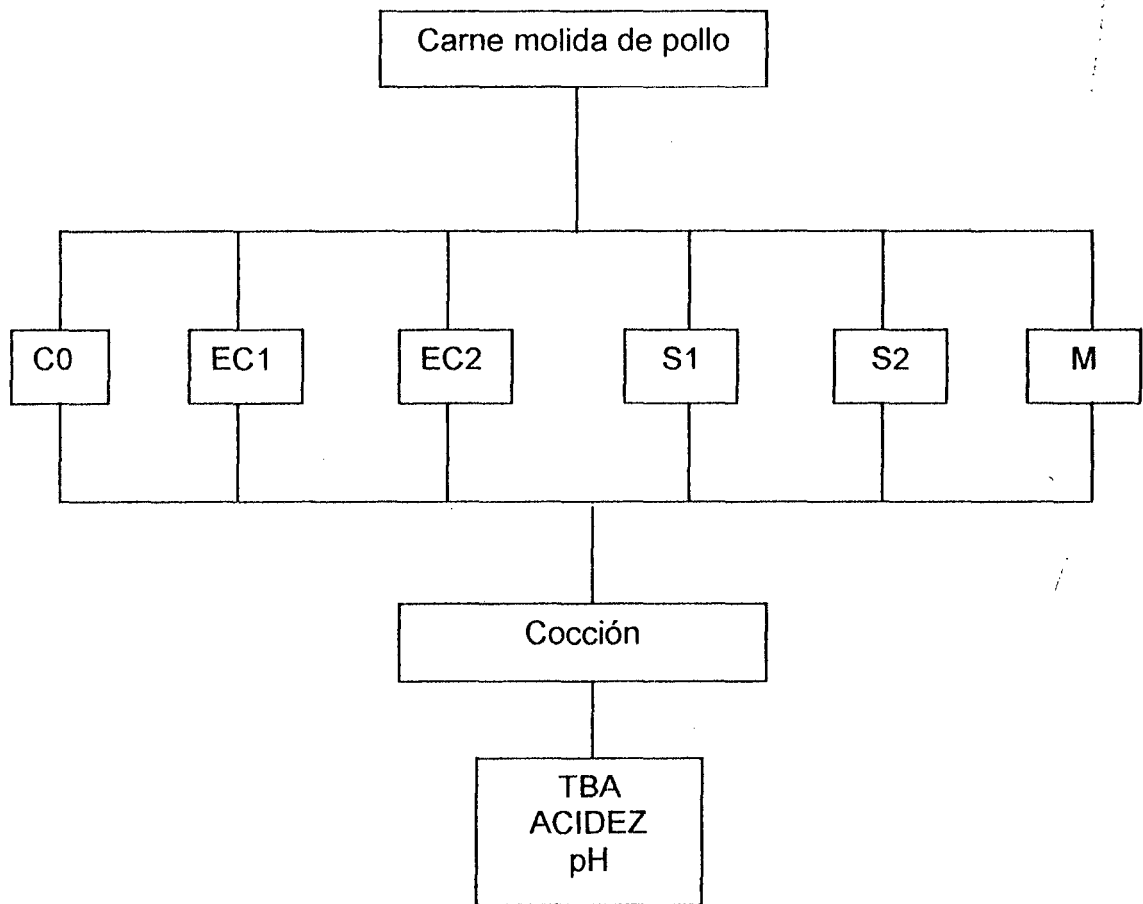 Carne molida de pollo
C0 EC1 EC2 S1 S2 M
Cocción
TBA
ACIDEZ
pH